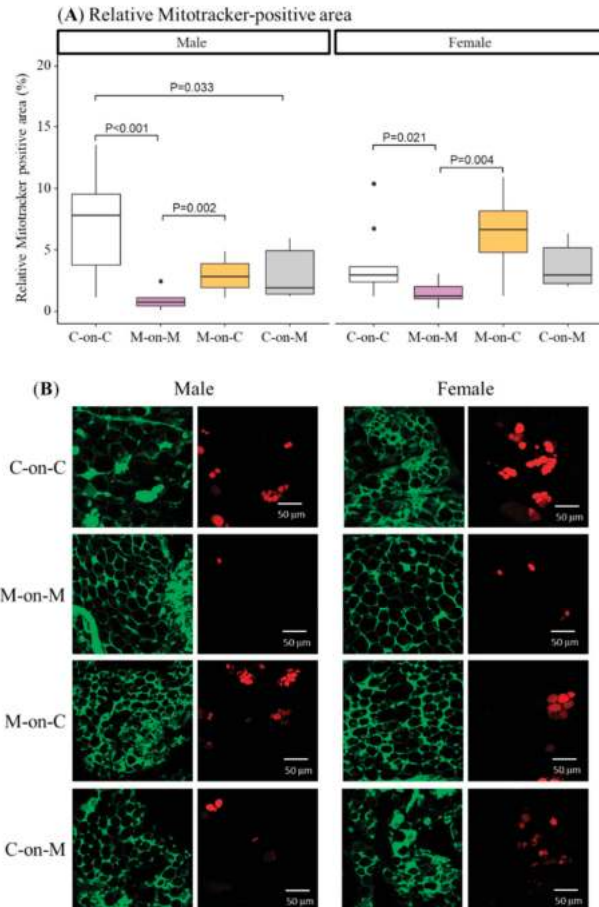 (A) Relative Mitotracker-positive area
Male
Female
Relative Mitotracker positive area (%)
20
15
10
5
0
P=0.033
P<0.001
P=0.002
P=0.021
P=0.004
C-on-C M-on-M M-on-C C-on-M
C-on-C M-on-M M-on-C C-on-M
(B)
Male
Female
C-on-C
50 µm
50 µm
M-on-M
50 µm
50 µm
M-on-C
50 µm
50 µm
C-on-M
50 µm
50 µm